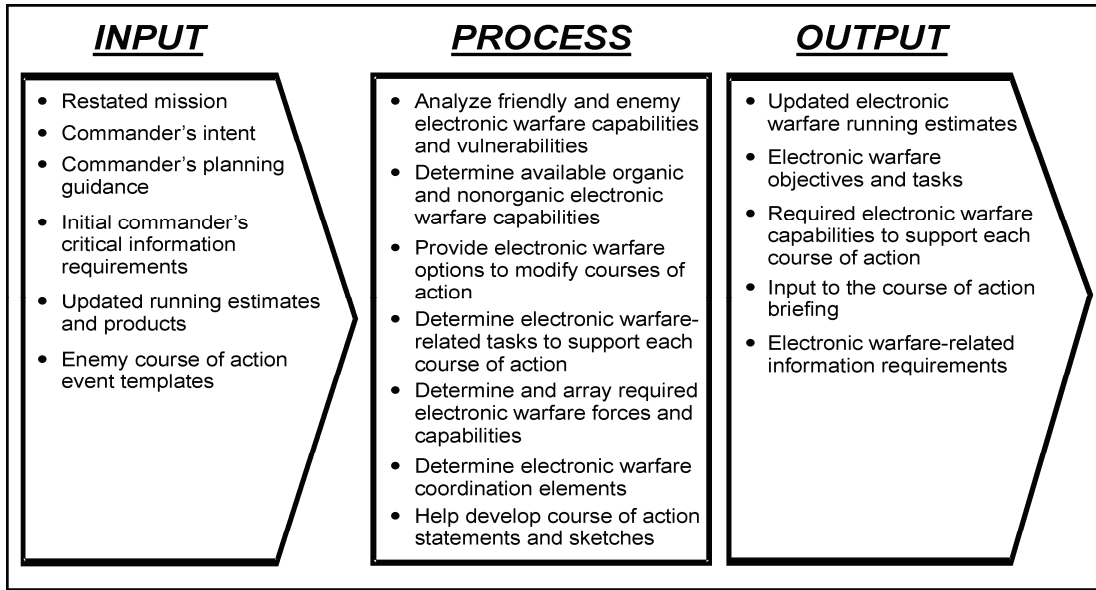 INPUT
• Restated mission
• Commander's intent
• Commander's planning
guidance
• Initial commander's
critical information
requirements
• Updated running estimates
and products
• Enemy course of action
event templates
PROCESS
• Analyze friendly and enemy
electronic warfare capabilities
and vulnerabilities
• Determine available organic
and nonorganic electronic
warfare capabilities
• Provide electronic warfare
options to modify courses of
action
• Determine electronic warfare-
related tasks to support each
course of action
• Determine and array required
electronic warfare forces and
capabilities
• Determine electronic warfare
coordination elements
• Help develop course of action
statements and sketches
OUTPUT
• Updated electronic
warfare running estimates
• Electronic warfare
objectives and tasks
• Required electronic warfare
capabilities to support each
course of action
• Input to the course of action
briefing
• Electronic warfare-related
information requirements